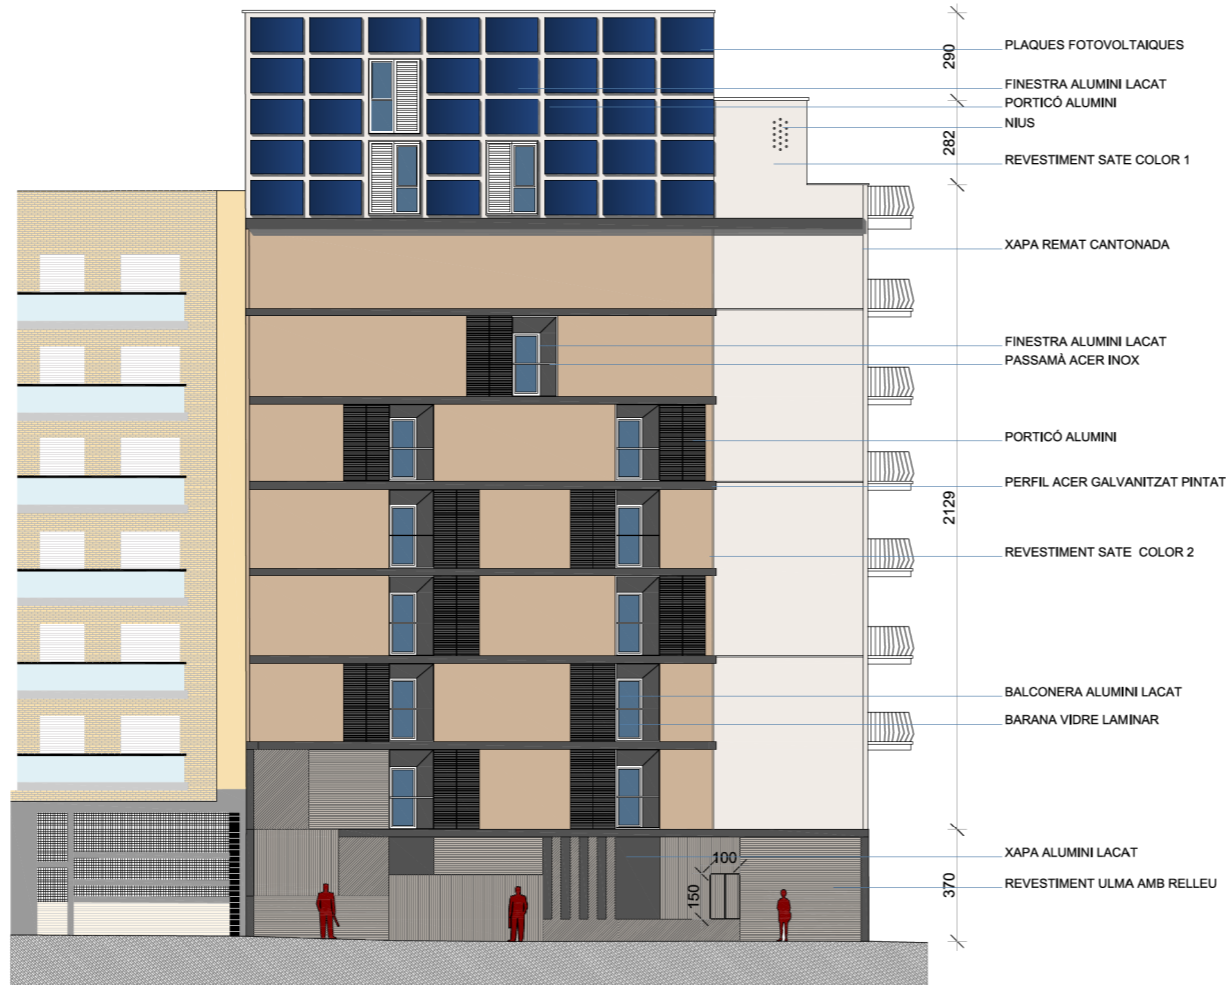 PLAQUES FOTOVOLTAIQUES
290
FINESTRA ALUMINI LACAT
PORTICÓ ALUMINI
NIUS
282
REVESTIMENT SATE COLOR 1
XAPA REMAT CANTONADA
FINESTRA ALUMINI LACAT
PASSAMÀ ACER INOX
PORTICÓ ALUMINI
PERFIL ACER GALVANITZAT PINTAT
2129
REVESTIMENT SATE COLOR 2
BALCONERA ALUMINI LACAT
BARANA VIDRE LAMINAR
XAPA ALUMINI LACAT
100
REVESTIMENT ULMA AMB RELLEU
150
370